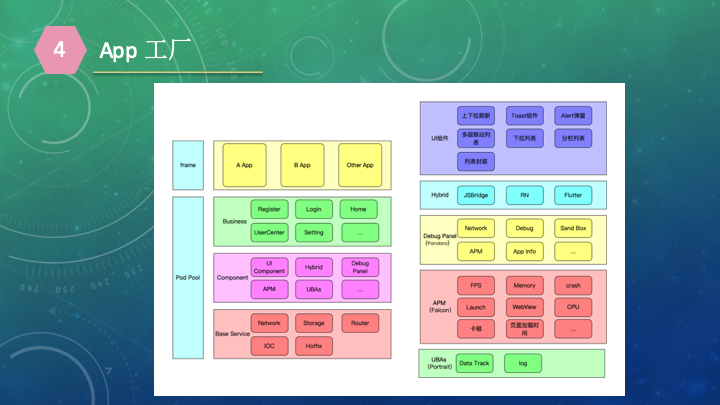 4
App 工厂
frame
A App
B App
Other App
Pod Pool
Business
Register
Login
Home
UserCenter
Setting
...
Component
UI
Component
Hybrid
Debug
Panel
APM
UBAs
...
Base Service
Network
Storage
Router
IOC
Hotfix
UI组件
上下拉刷新
Toast组件
Alert弹窗
多级联动列
表
下拉列表
分栏列表
列表封装
Hybrid
JSBridge
RN
Flutter
Debug Panel
(Pandora)
Network
Debug
Sand Box
APM
App Info
...
APM
(Falcon)
FPS
Memory
crash
Launch
WebView
CPU
卡顿
页面加载时
间
...
UBAs
(Portrait)
Data Track
log
260
250